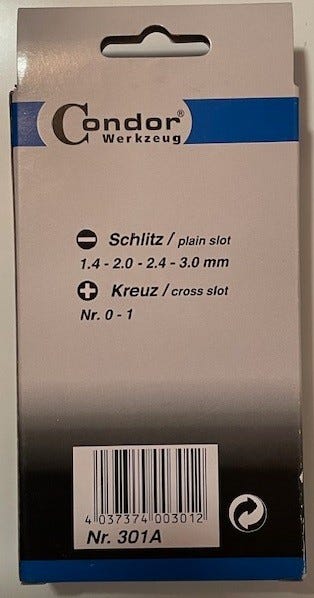 Condor®
Werkzeug
Schlitz / plain slot
1.4 - 2.0 - 2.4 - 3.0 mm
Kreuz / cross slot
Nr. 0 - 1
4 037374 003012
Nr. 301A